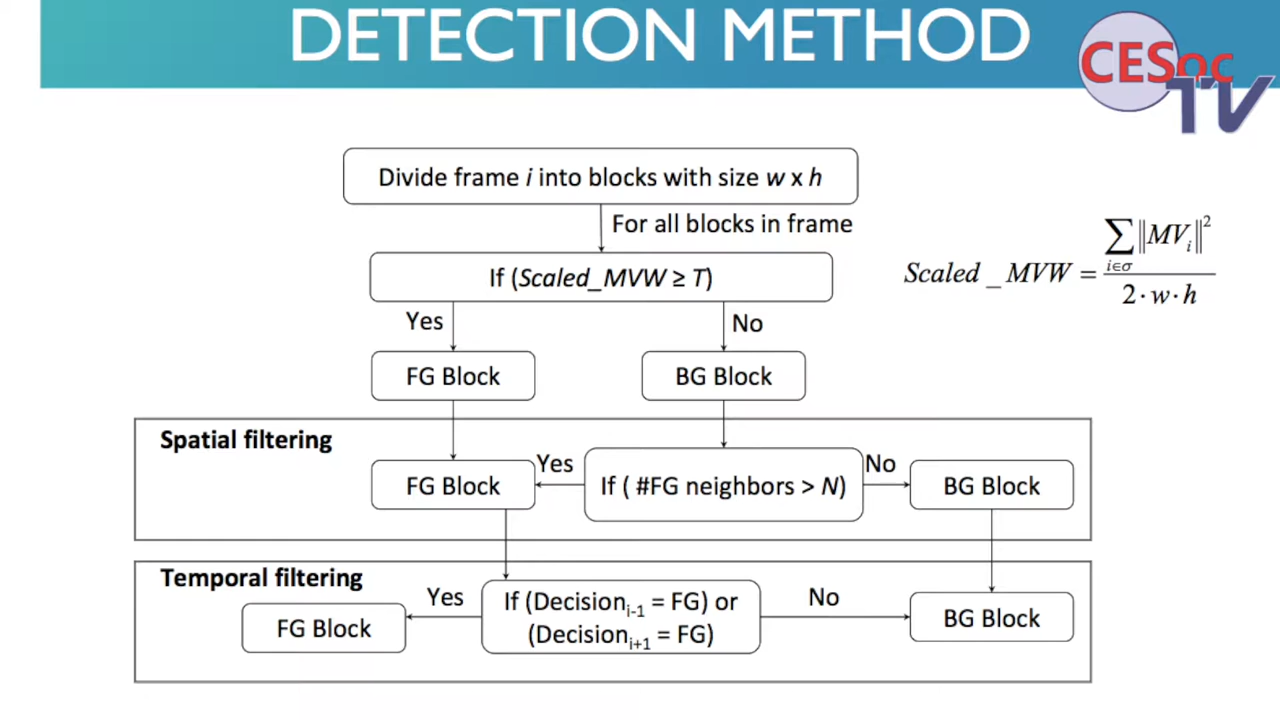 DETECTION METHOD
CESoc
TV
Divide frame i into blocks with size w x h
For all blocks in frame
If (Scaled_MVW ≥ T)
Scaled _ MVW = ∑_{i∈σ} ‖MV_i‖² / 2·w·h
Yes
No
FG Block
BG Block
Spatial filtering
FG Block
Yes
If ( #FG neighbors > N)
No
BG Block
Temporal filtering
FG Block
Yes
If (Decision_{i-1} = FG) or
(Decision_{i+1} = FG)
No
BG Block